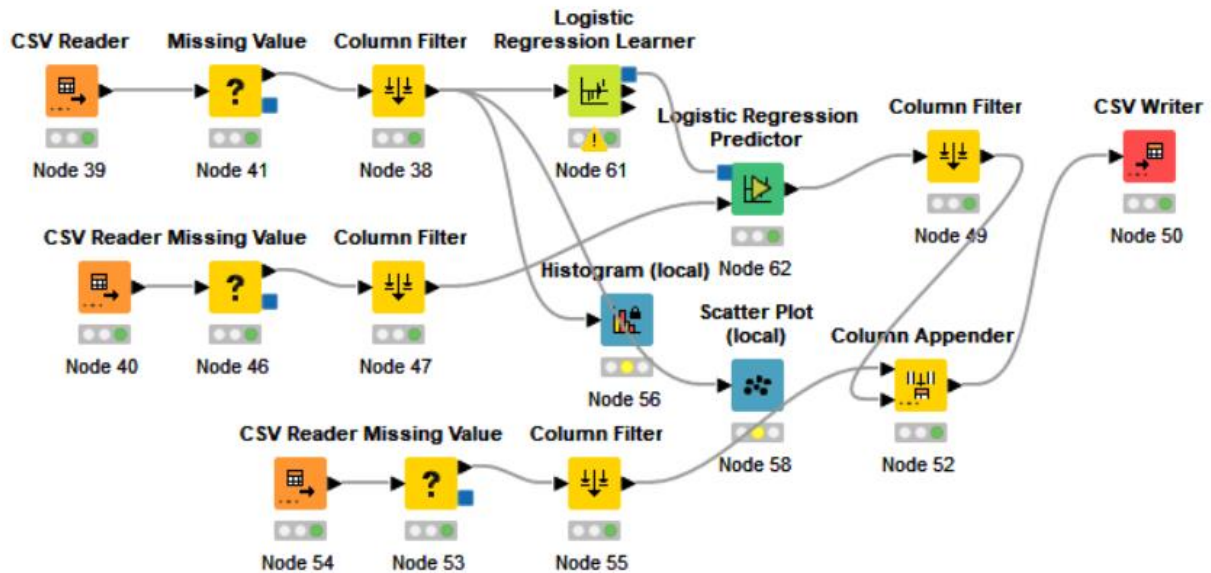 Logistic
CSV Reader Missing Value Column Filter Regression Learner
Logistic Regression
Predictor
Column Filter CSV Writer
Node 39 Node 41 Node 38 Node 61
CSV Reader Missing Value Column Filter
Node 49 Node 50
Histogram (local) Node 62
Scatter Plot
(local)
Column Appender
Node 40 Node 46 Node 47
Node 56
CSV Reader Missing Value Column Filter
Node 58 Node 52
Node 54 Node 53 Node 55